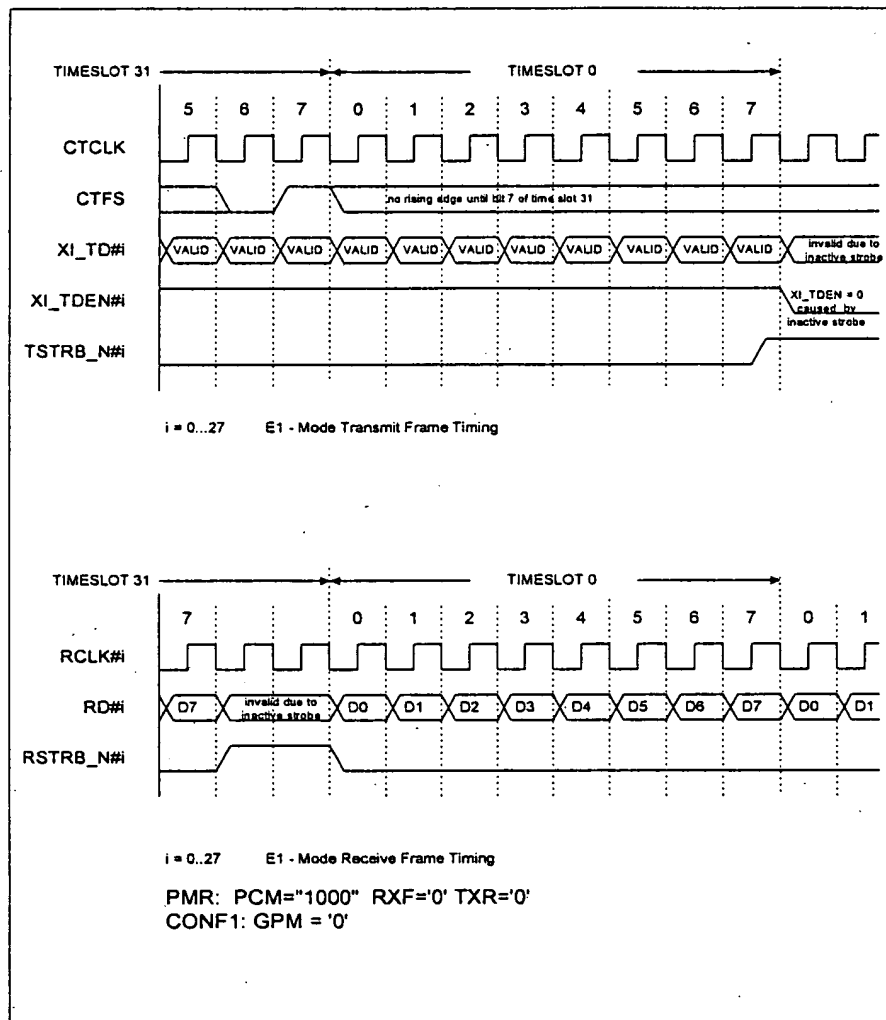 TIMESLOT 31 TIMESLOT 0
5 6 7 0 1 2 3 4 5 6 7
CTCLK
CTFS no rising edge until bit 7 of time slot 31
XI_TD#i VALID VALID VALID VALID VALID VALID VALID VALID VALID VALID VALID invalid due to
inactive strobe
XI_TDEN#i XI_TDEN = 0
caused by
inactive strobe
TSTRB_N#i
i = 0...27 E1 - Mode Transmit Frame Timing
TIMESLOT 31 TIMESLOT 0
7 0 1 2 3 4 5 6 7 0 1
RCLK#i
RD#i D7 invalid due to D0 D1 D2 D3 D4 D5 D6 D7 D0 D1
inactive strobe
RSTRB_N#i
i = 0..27 E1 - Mode Receive Frame Timing
PMR: PCM="1000" RXF='0' TXR='0'
CONF1: GPM = '0'